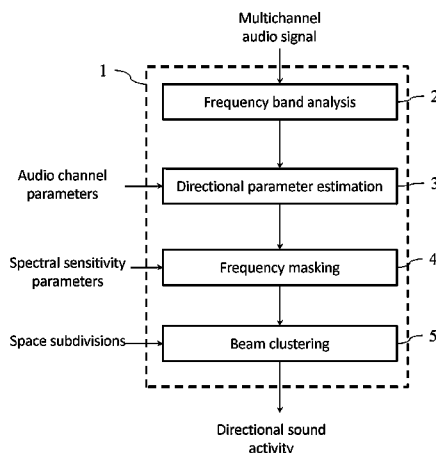 Multichannel
audio signal
1
Frequency band analysis
2
Audio channel
parameters
Directional parameter estimation
3
Spectral sensitivity
parameters
Frequency masking
4
Space subdivisions
Beam clustering
5
Directional sound
activity